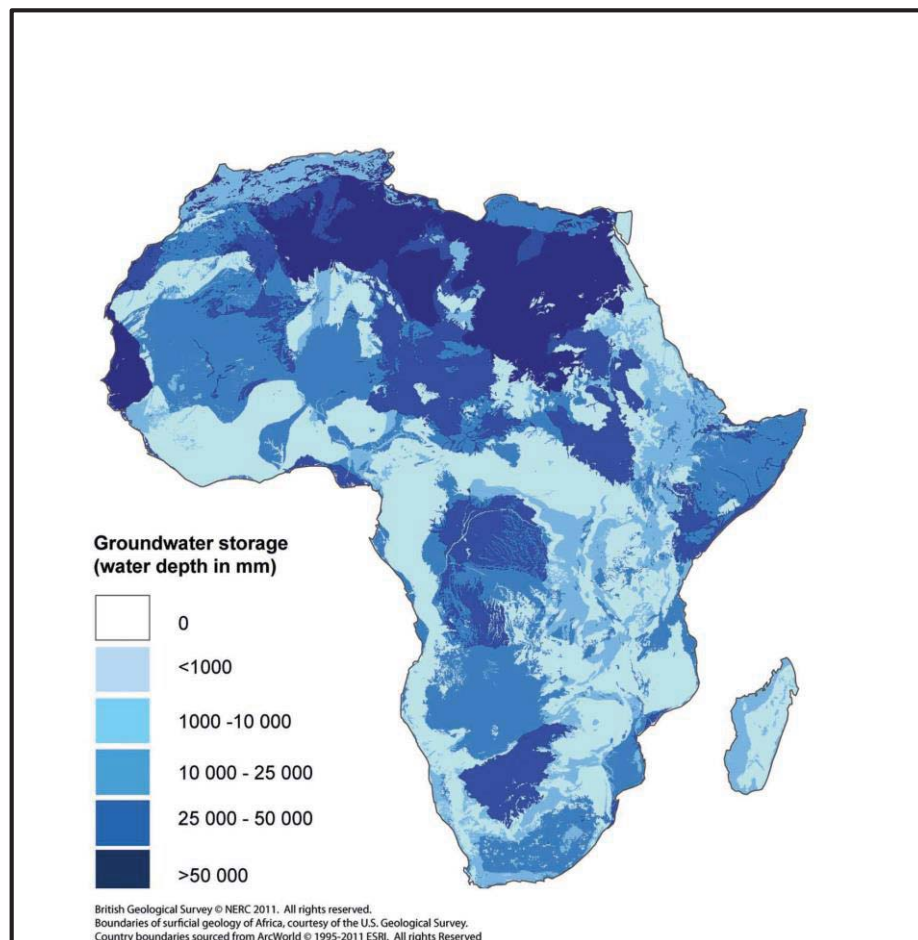 Groundwater storage
(water depth in mm)
0
<1000
1000 -10 000
10 000 - 25 000
25 000 - 50 000
>50 000
British Geological Survey © NERC 2011. All rights reserved.
Boundaries of surficial geology of Africa, courtesy of the U.S. Geological Survey.
Country boundaries sourced from ArcWorld © 1995-2011 ESRI. All rights Reserved